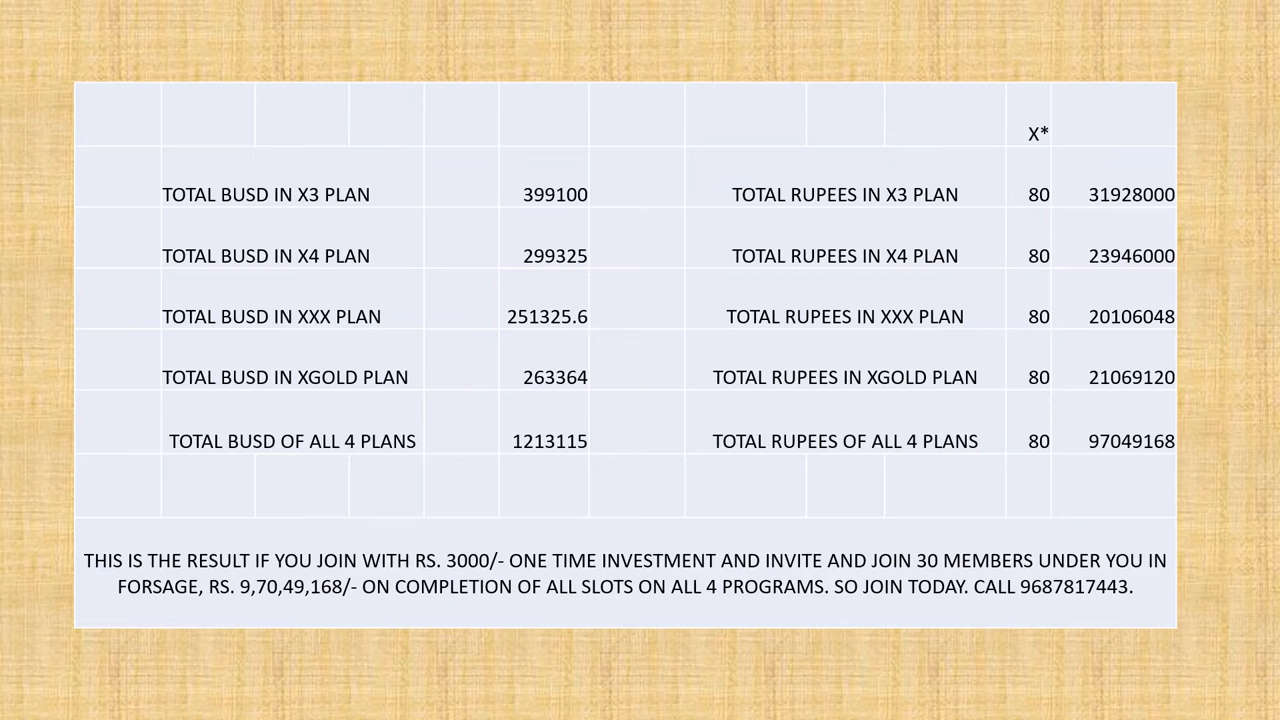 X*
TOTAL BUSD IN X3 PLAN 399100 TOTAL RUPEES IN X3 PLAN 80 31928000
TOTAL BUSD IN X4 PLAN 299325 TOTAL RUPEES IN X4 PLAN 80 23946000
TOTAL BUSD IN XXX PLAN 251325.6 TOTAL RUPEES IN XXX PLAN 80 20106048
TOTAL BUSD IN XGOLD PLAN 263364 TOTAL RUPEES IN XGOLD PLAN 80 21069120
TOTAL BUSD OF ALL 4 PLANS 1213115 TOTAL RUPEES OF ALL 4 PLANS 80 97049168
THIS IS THE RESULT IF YOU JOIN WITH RS. 3000/- ONE TIME INVESTMENT AND INVITE AND JOIN 30 MEMBERS UNDER YOU IN
FORSAGE, RS. 9,70,49,168/- ON COMPLETION OF ALL SLOTS ON ALL 4 PROGRAMS. SO JOIN TODAY. CALL 9687817443.